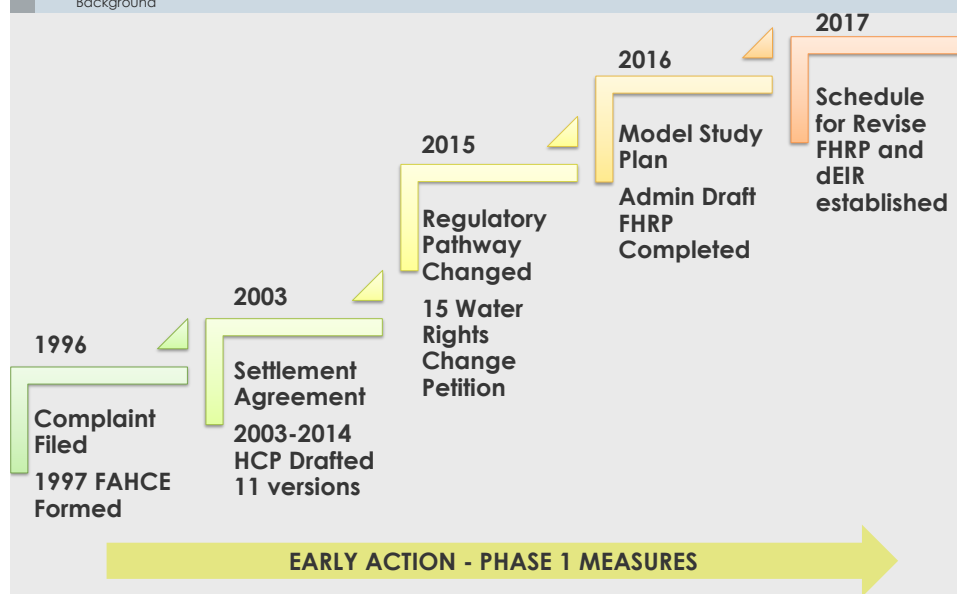 Background
1996
Complaint
Filed
1997 FAHCE
Formed
2003
Settlement
Agreement
2003-2014
HCP Drafted
11 versions
2015
Regulatory
Pathway
Changed
15 Water
Rights
Change
Petition
2016
Model Study
Plan
Admin Draft
FHRP
Completed
2017
Schedule
for Revise
FHRP and
dEIR
established
EARLY ACTION - PHASE 1 MEASURES